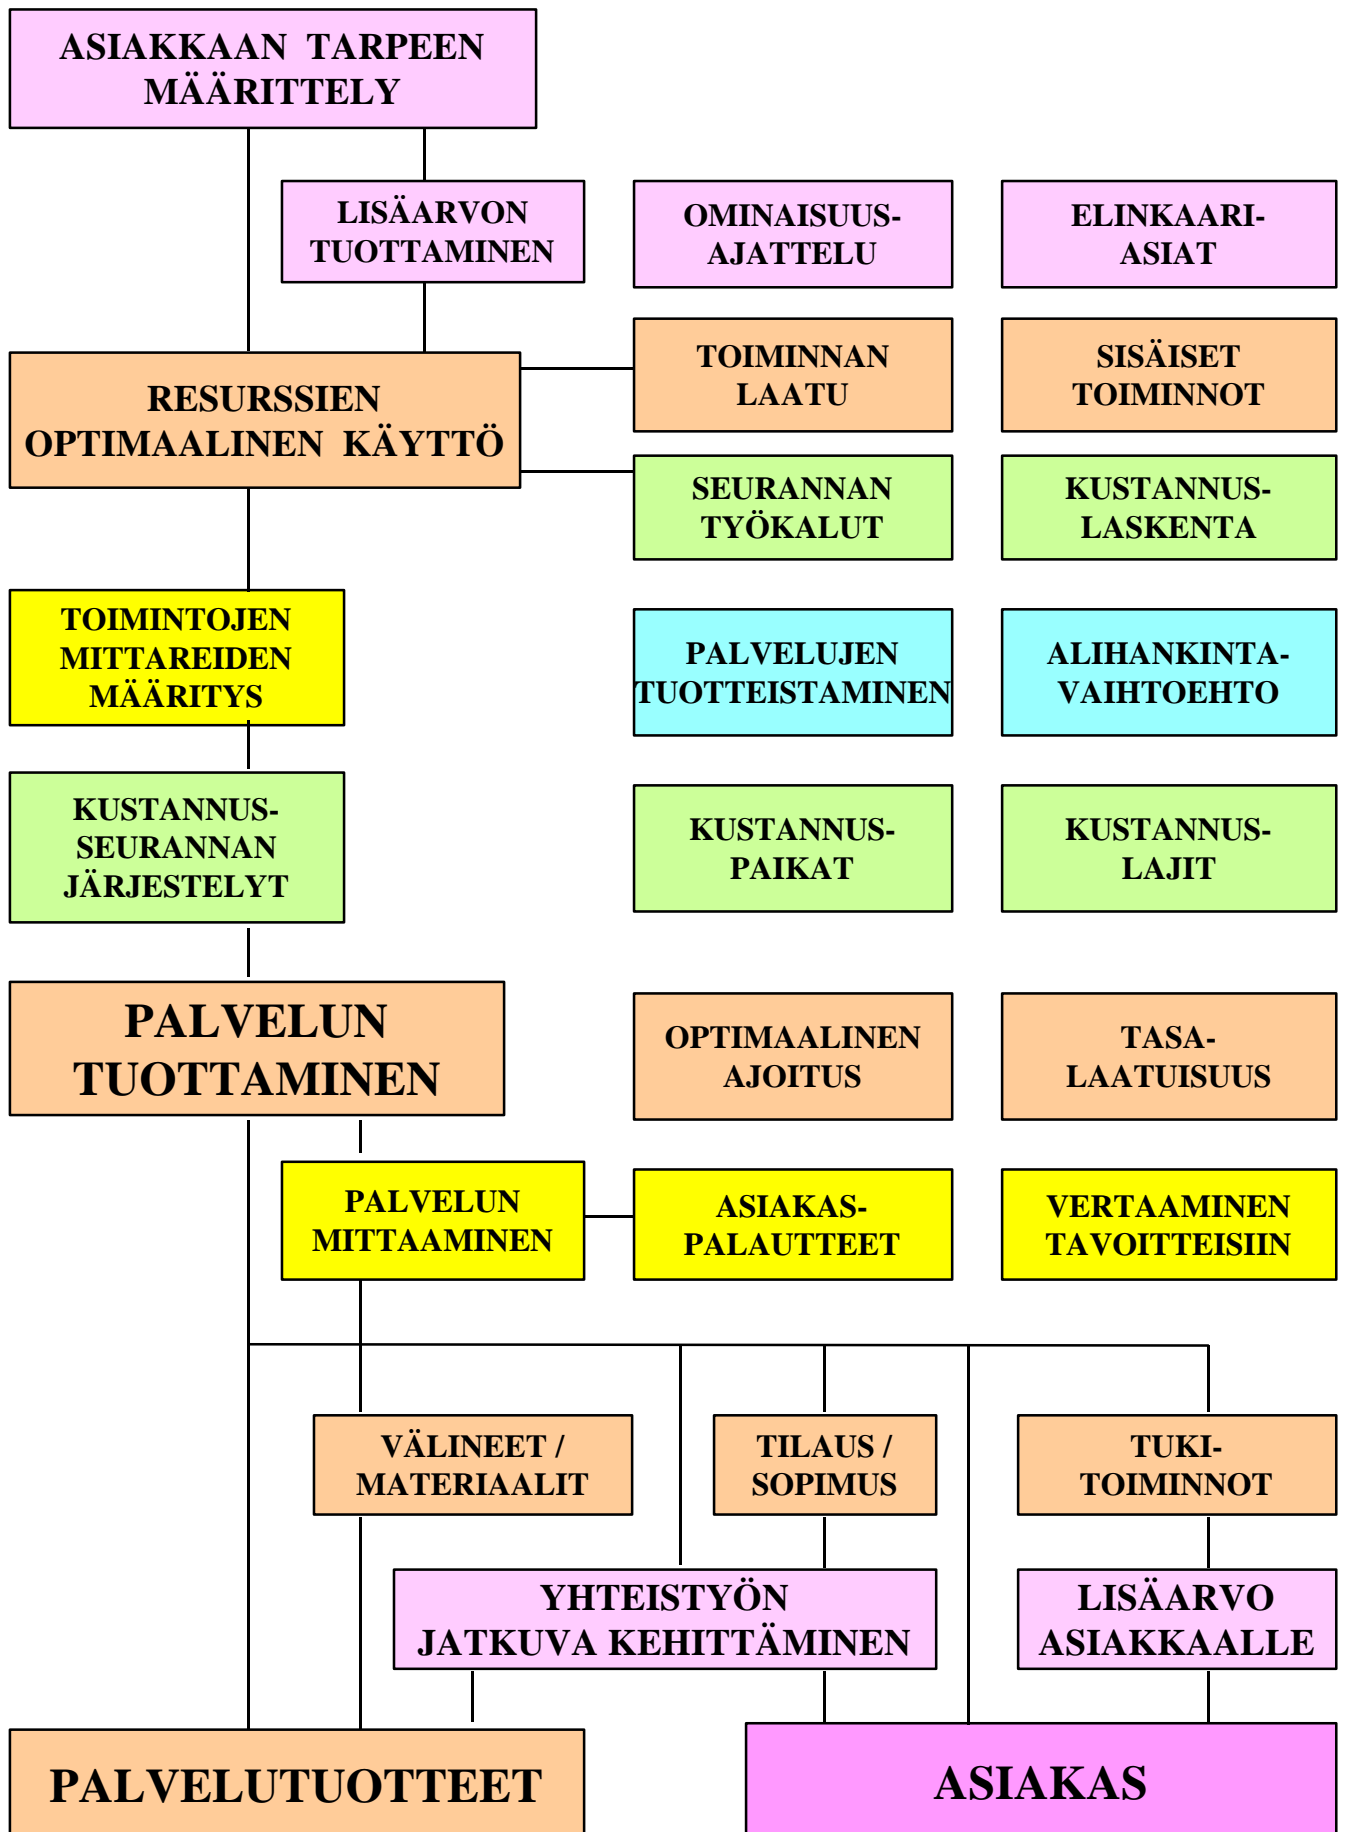 ASIAKKAAN TARPEEN
MÄÄRITTELY
LISÄARVON
TUOTTAMINEN
OMINAISUUS-
AJATTELU
ELINKAARI-
ASIAT
RESURSSIEN
OPTIMAALINEN KÄYTTÖ
TOIMINNAN
LAATU
SISÄISET
TOIMINNOT
SEURANNAN
TYÖKALUT
KUSTANNUS-
LASKENTA
TOIMINTOJEN
MITTAREIDEN
MÄÄRITYS
PALVELUJEN
TUOTTEISTAMINEN
ALIHANKINTA-
VAIHTOEHTO
KUSTANNUS-
SEURANNAN
JÄRJESTELYT
KUSTANNUS-
PAIKAT
KUSTANNUS-
LAJIT
PALVELUN
TUOTTAMINEN
OPTIMAALINEN
AJOITUS
TASA-
LAATUISUUS
PALVELUN
MITTAAMINEN
ASIAKAS-
PALAUTTEET
VERTAAMINEN
TAVOITTEISIIN
VÄLINEET /
MATERIAALIT
TILAUS /
SOPIMUS
TUKI-
TOIMINNOT
YHTEISTYÖN
JATKUVA KEHITTÄMINEN
LISÄARVO
ASIAKKAALLE
PALVELUTUOTTEET
ASIAKAS